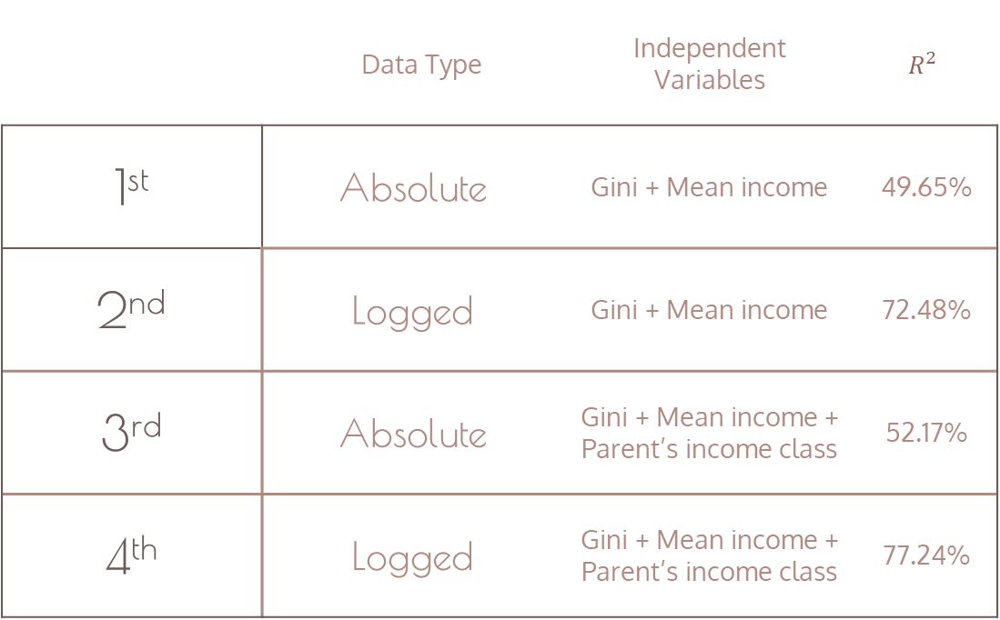 Data Type
Independent
Variables
R²
1st
Absolute
Gini + Mean income
49.65%
2nd
Logged
Gini + Mean income
72.48%
3rd
Absolute
Gini + Mean income +
Parent’s income class
52.17%
4th
Logged
Gini + Mean income +
Parent’s income class
77.24%